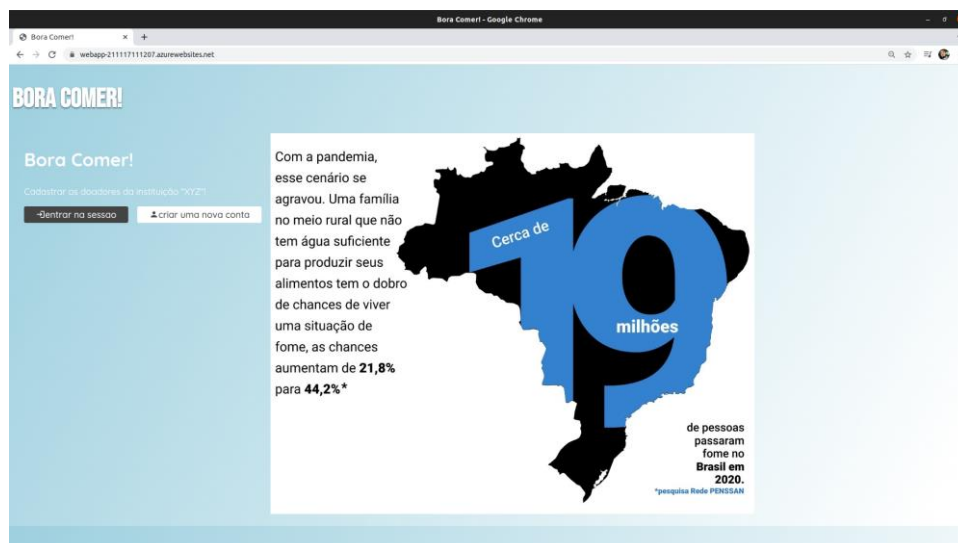 Bora Comer! - Google Chrome
Bora Comer!
webapp-211117111207.azurewebsites.net
BORA COMER!
Bora Comer!
Cadastrar os doadores da instituição "XYZ"!
entrar na sessao
criar uma nova conta
Com a pandemia,
esse cenário se
agravou. Uma família
no meio rural que não
tem água suficiente
para produzir seus
alimentos tem o dobro
de chances de viver
uma situação de
fome, as chances
aumentam de 21,8%
para 44,2%*
Cerca de
19
milhões
de pessoas
passaram
fome no
Brasil em
2020.
*pesquisa Rede PENSSAN